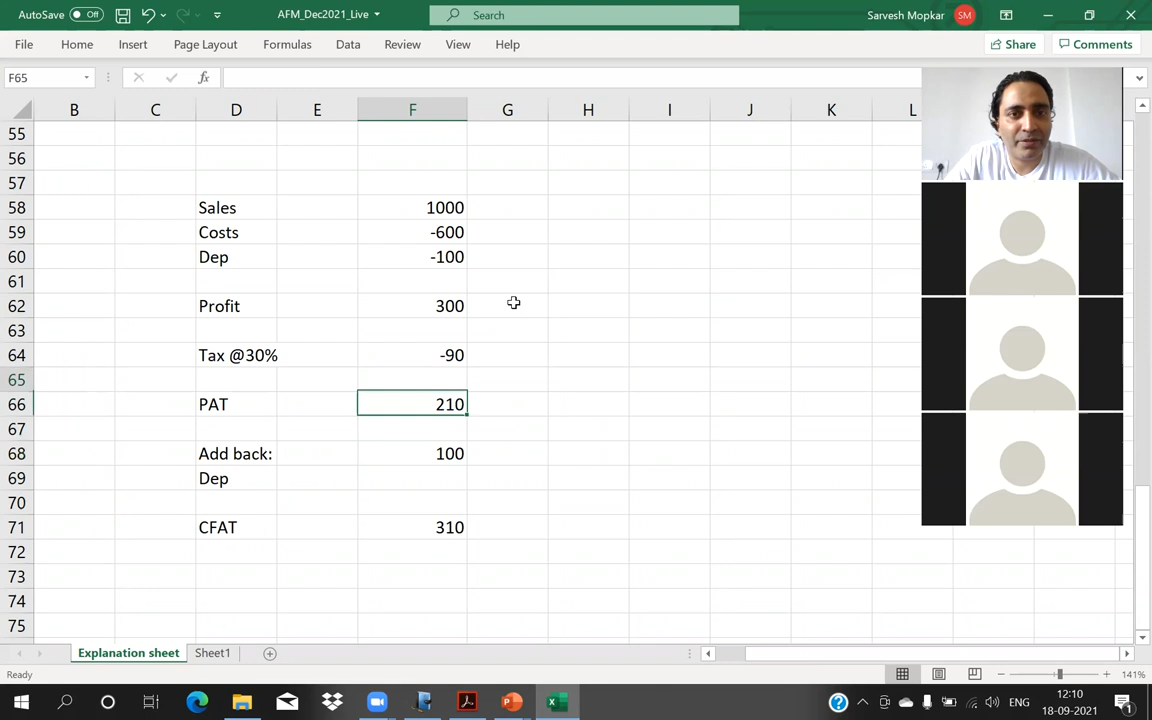 AutoSave Off AFM_Dec2021_Live Search Sarvesh Mopkar SM
File Home Insert Page Layout Formulas Data Review View Help Share Comments
F65 fx
B C D E F G H I J K L
55
56
57
58 Sales 1000
59 Costs -600
60 Dep -100
61
62 Profit 300
63
64 Tax @30% -90
65
66 PAT 210
67
68 Add back: 100
69 Dep
70
71 CFAT 310
72
73
74
75
Explanation sheet Sheet1
Ready 141%
ENG 12:10
18-09-2021 1